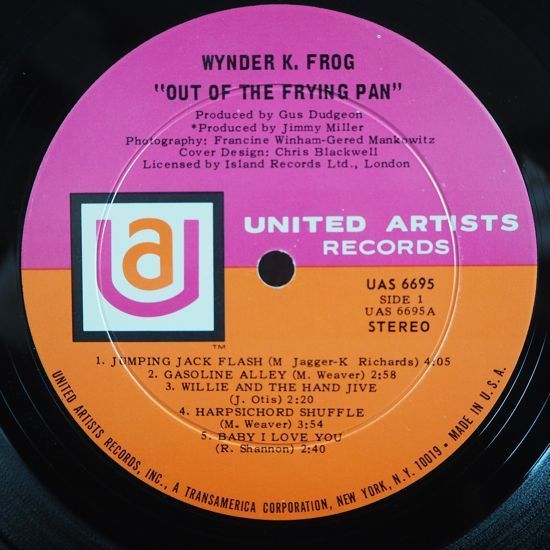 WYNDER K. FROG
"OUT OF THE FRYING PAN"
Produced by Gus Dudgeon
*Produced by Jimmy Miller
Photography: Francine Winham-Gered Mankowitz
Cover Design: Chris Blackwell
Licensed by Island Records Ltd., London
ua
TM
UNITED ARTISTS
RECORDS
UAS 6695
SIDE 1
UAS 6695A
STEREO
1. JUMPING JACK FLASH (M Jagger-K Richards) 4:05
2. GASOLINE ALLEY (M. Weaver) 2:58
3. WILLIE AND THE HAND JIVE
(J. Otis) 2:20
4. HARPSICHORD SHUFFLE
(M. Weaver) 3:54
5. BABY I LOVE YOU
(R. Shannon) 2:40
UNITED ARTISTS RECORDS, INC., A TRANSAMERICA CORPORATION, NEW YORK, N.Y. 10019 • MADE IN U.S.A.